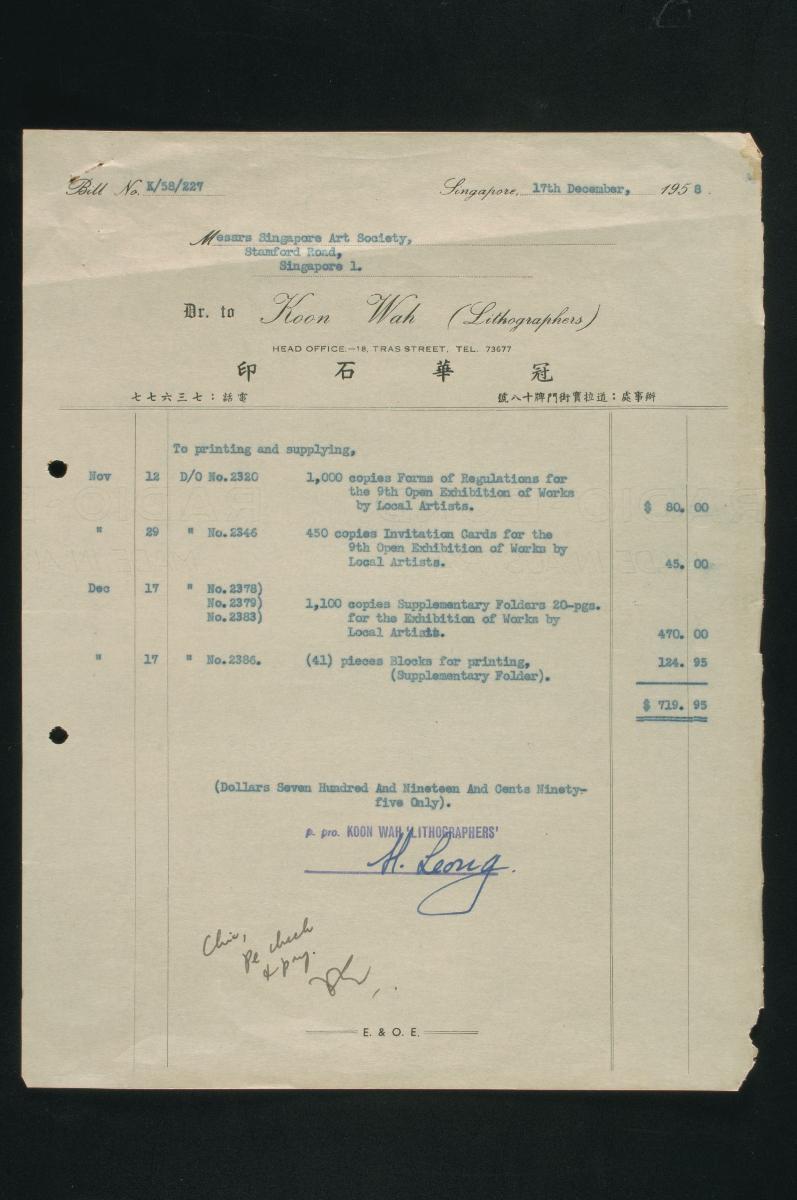 Bill No. K/58/227 Singapore, 17th December, 1958.
Messrs Singapore Art Society,
Stamford Road,
Singapore 1.
Dr. to Koon Wah (Lithographers)
HEAD OFFICE:—18, TRAS STREET, TEL. 73677
印石華冠
七七六三七：話電 號八十牌門街寶拉道：處事辦
To printing and supplying,
Nov 12 D/O No.2320 1,000 copies Forms of Regulations for
the 9th Open Exhibition of Works
by Local Artists. $ 80. 00
" 29 " No.2346 450 copies Invitation Cards for the
9th Open Exhibition of Works by
Local Artists. 45. 00
Dec 17 " No.2378)
No.2379) 1,100 copies Supplementary Folders 20-pgs.
No.2383) for the Exhibition of Works by
Local Artists. 470. 00
" 17 " No.2386. (41) pieces Blocks for printing, 124. 95
(Supplementary Folder).
$ 719. 95
(Dollars Seven Hundred And Nineteen And Cents Ninety-
five Only).
p. pro. KOON WAH 'LITHOGRAPHERS'
H. Leong.
check
& pay.
E. & O. E.